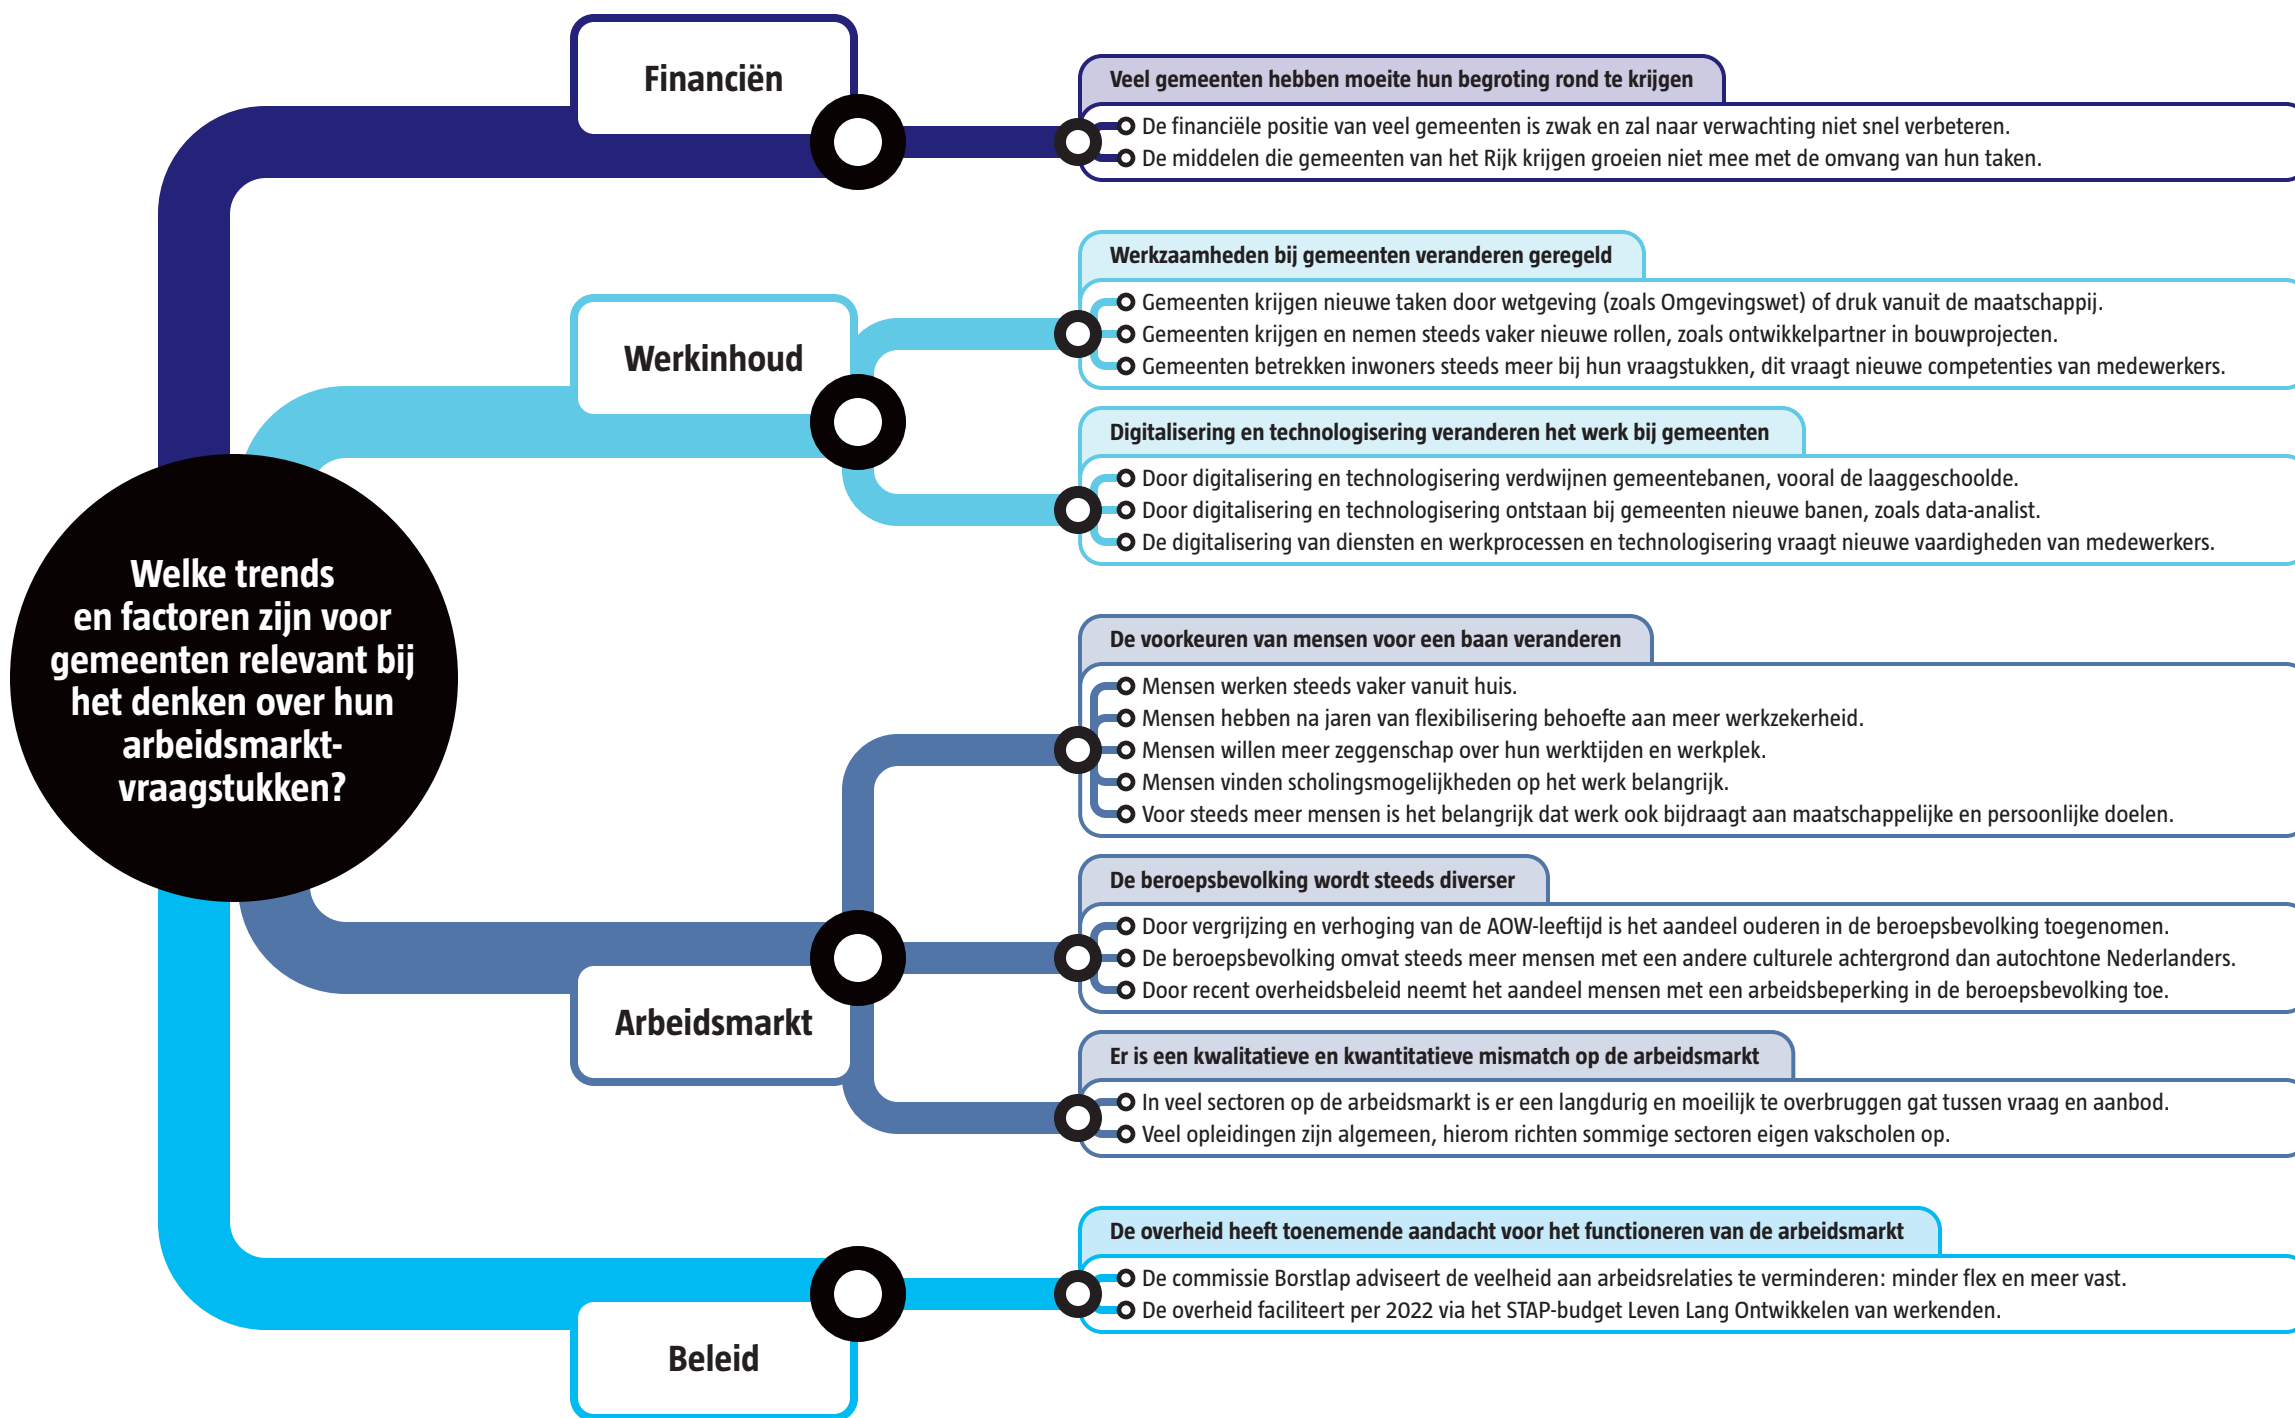 Welke trends
en factoren zijn voor
gemeenten relevant bij
het denken over hun
arbeidsmarkt-
vraagstukken?
Financiën
Veel gemeenten hebben moeite hun begroting rond te krijgen
De financiële positie van veel gemeenten is zwak en zal naar verwachting niet snel verbeteren.
De middelen die gemeenten van het Rijk krijgen groeien niet mee met de omvang van hun taken.
Werkinhoud
Werkzaamheden bij gemeenten veranderen geregeld
Gemeenten krijgen nieuwe taken door wetgeving (zoals Omgevingswet) of druk vanuit de maatschappij.
Gemeenten krijgen en nemen steeds vaker nieuwe rollen, zoals ontwikkelpartner in bouwprojecten.
Gemeenten betrekken inwoners steeds meer bij hun vraagstukken, dit vraagt nieuwe competenties van medewerkers.
Digitalisering en technologisering veranderen het werk bij gemeenten
Door digitalisering en technologisering verdwijnen gemeentebanen, vooral de laaggeschoolde.
Door digitalisering en technologisering ontstaan bij gemeenten nieuwe banen, zoals data-analist.
De digitalisering van diensten en werkprocessen en technologisering vraagt nieuwe vaardigheden van medewerkers.
Arbeidsmarkt
De voorkeuren van mensen voor een baan veranderen
Mensen werken steeds vaker vanuit huis.
Mensen hebben na jaren van flexibilisering behoefte aan meer werkzekerheid.
Mensen willen meer zeggenschap over hun werktijden en werkplek.
Mensen vinden scholingsmogelijkheden op het werk belangrijk.
Voor steeds meer mensen is het belangrijk dat werk ook bijdraagt aan maatschappelijke en persoonlijke doelen.
De beroepsbevolking wordt steeds diverser
Door vergrijzing en verhoging van de AOW-leeftijd is het aandeel ouderen in de beroepsbevolking toegenomen.
De beroepsbevolking omvat steeds meer mensen met een andere culturele achtergrond dan autochtone Nederlanders.
Door recent overheidsbeleid neemt het aandeel mensen met een arbeidsbeperking in de beroepsbevolking toe.
Er is een kwalitatieve en kwantitatieve mismatch op de arbeidsmarkt
In veel sectoren op de arbeidsmarkt is er een langdurig en moeilijk te overbruggen gat tussen vraag en aanbod.
Veel opleidingen zijn algemeen, hierom richten sommige sectoren eigen vakscholen op.
Beleid
De overheid heeft toenemende aandacht voor het functioneren van de arbeidsmarkt
De commissie Borstlap adviseert de veelheid aan arbeidsrelaties te verminderen: minder flex en meer vast.
De overheid faciliteert per 2022 via het STAP-budget Leven Lang Ontwikkelen van werkenden.